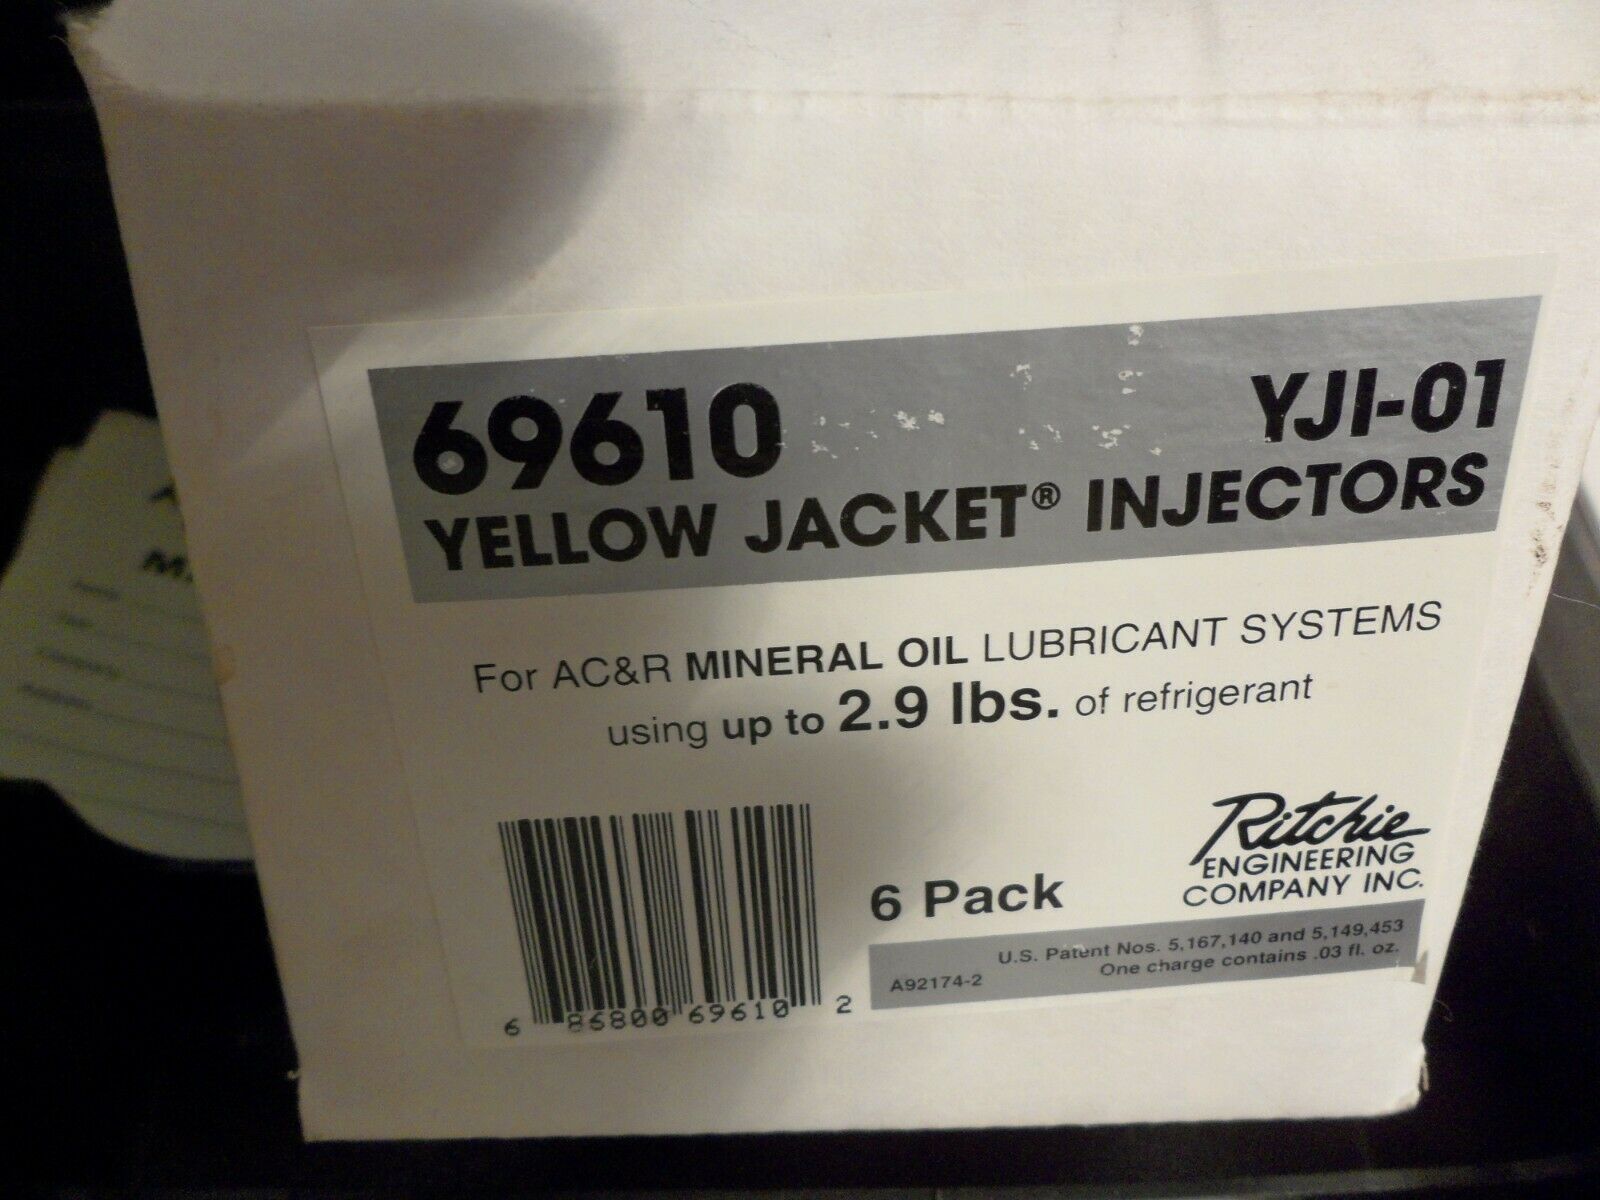 69610
YJI-01
YELLOW JACKET® INJECTORS
For AC&R MINERAL OIL LUBRICANT SYSTEMS
using up to 2.9 lbs. of refrigerant
6 86800 69610 2
6 Pack
Ritchie
ENGINEERING
COMPANY INC.
U.S. Patent Nos. 5,167,140 and 5,149,453
A92174-2
One charge contains .03 fl. oz.